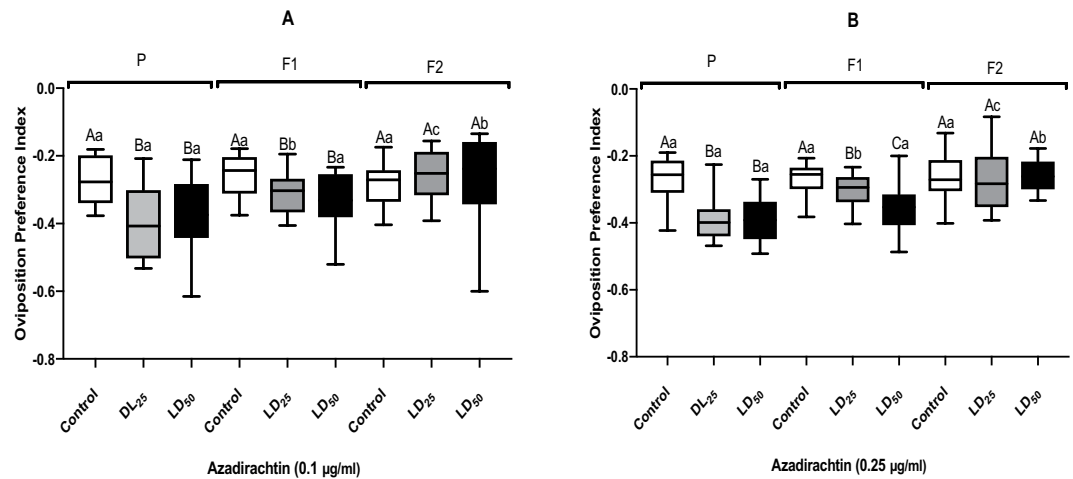 A
P F1 F2
Oviposition Preference Index
0.0
-0.2
-0.4
-0.6
-0.8
Aa Ba Ba Aa Bb Ba Aa Ac Ab
Control DL25 LD50 Control LD25 LD50 Control LD25 LD50
Azadirachtin (0.1 µg/ml)
B
P F1 F2
Oviposition Preference Index
0.0
-0.2
-0.4
-0.6
-0.8
Aa Ba Ba Aa Bb Ca Aa Ac Ab
Control DL25 LD50 Control LD25 LD50 Control LD25 LD50
Azadirachtin (0.25 µg/ml)